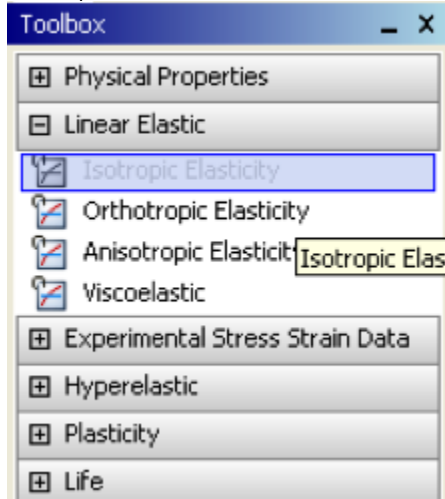 Toolbox
Physical Properties
Linear Elastic
Isotropic Elasticity
Orthotropic Elasticity
Anisotropic Elasticit
Isotropic Elas
Viscoelastic
Experimental Stress Strain Data
Hyperelastic
Plasticity
Life